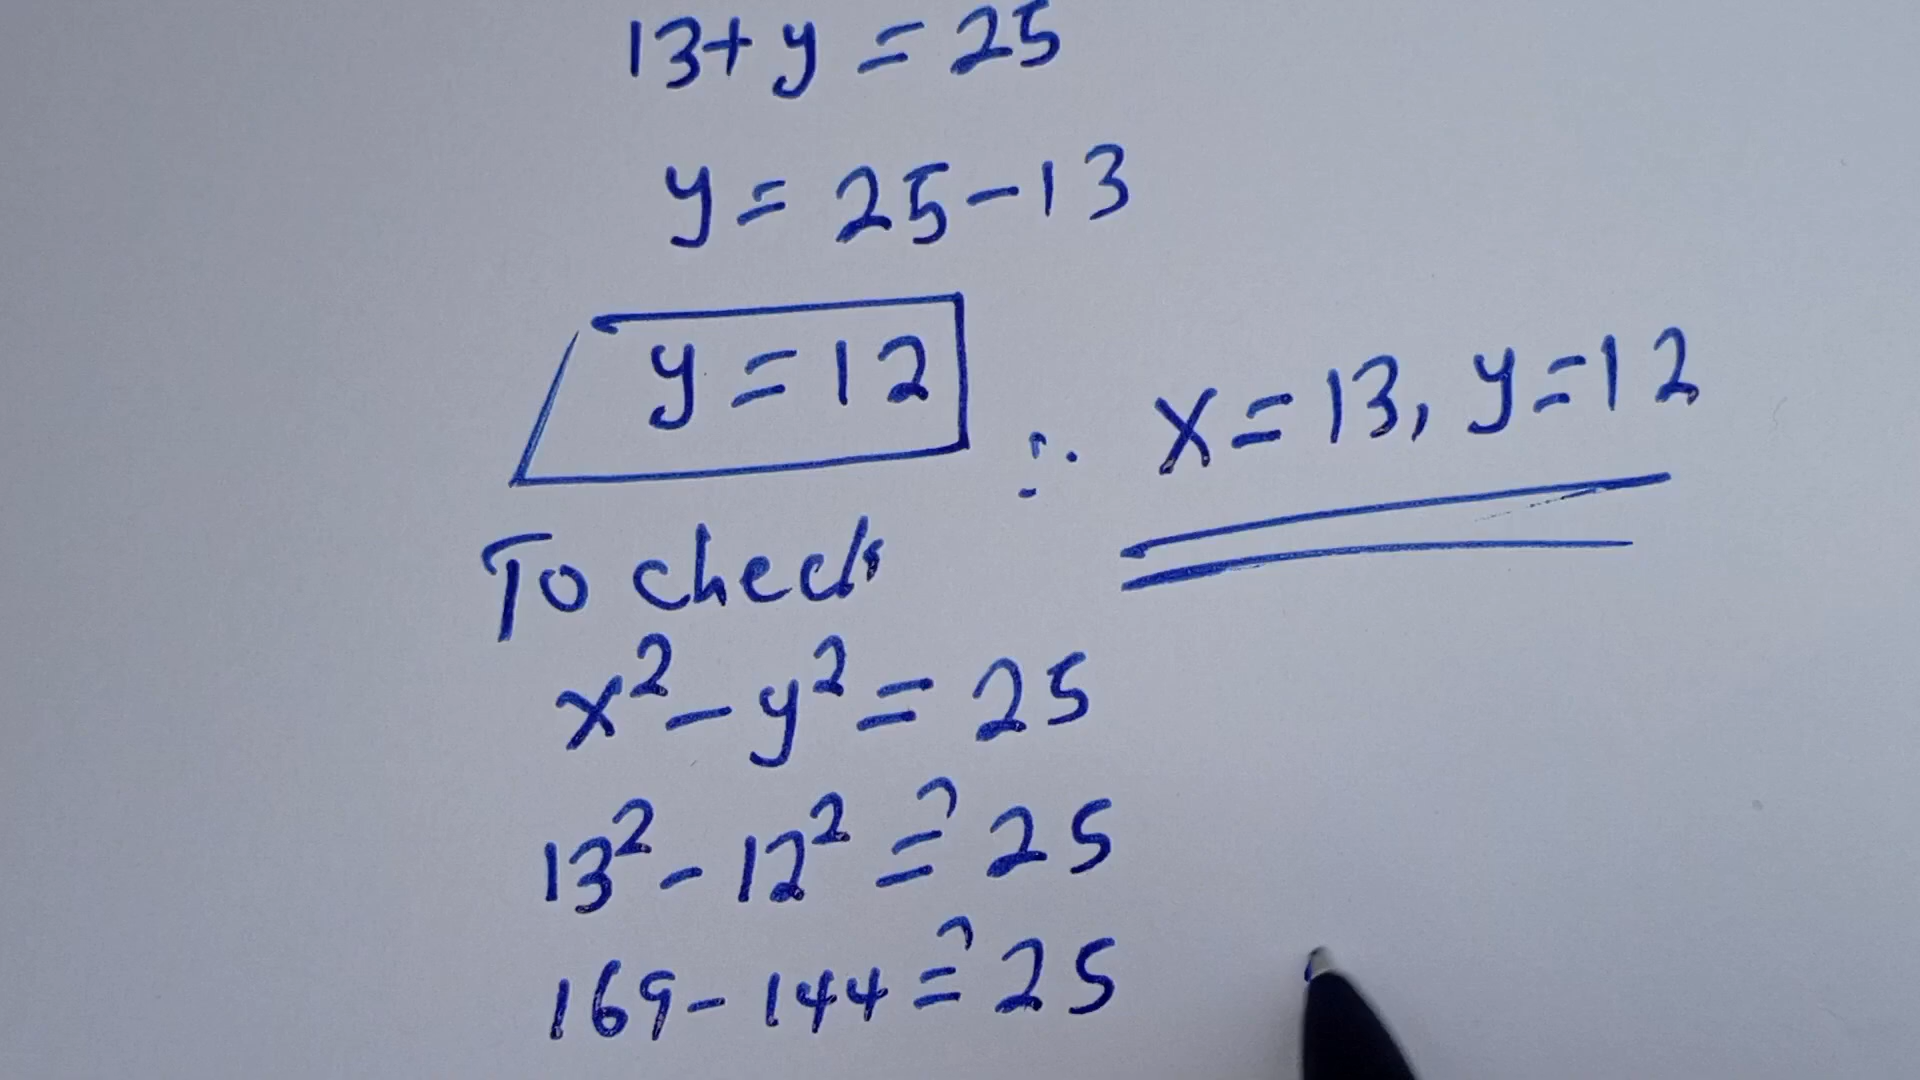 13+y = 25
y = 25-13
y = 12
∴ x = 13, y = 12
To check
x² - y² = 25
13² - 12² =? 25
169 - 144 =? 25